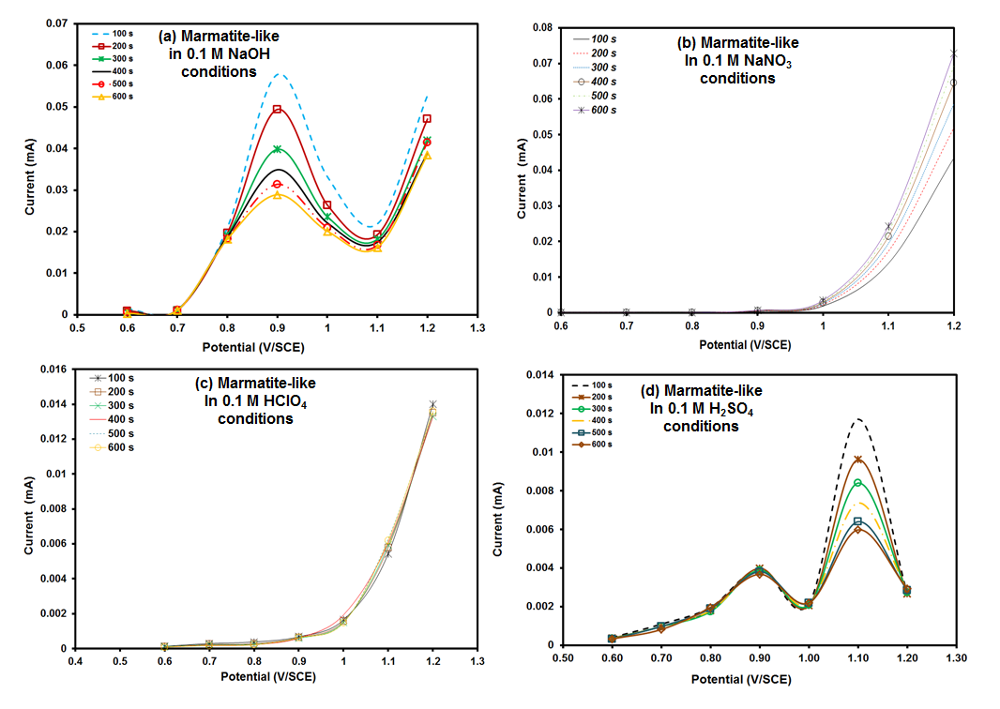 (a) Marmatite-like
in 0.1 M NaOH
conditions
100 s
200 s
300 s
400 s
500 s
600 s
0.07
0.06
0.05
0.04
0.03
0.02
0.01
0
0.5 0.6 0.7 0.8 0.9 1 1.1 1.2 1.3
Current (mA)
Potential (V/SCE)
(b) Marmatite-like
In 0.1 M NaNO3
conditions
100 s
200 s
300 s
400 s
500 s
600 s
0.08
0.07
0.06
0.05
0.04
0.03
0.02
0.01
0
0.6 0.7 0.8 0.9 1 1.1 1.2
Current (mA)
Potential (V/SCE)
(c) Marmatite-like
In 0.1 M HClO4
conditions
100 s
200 s
300 s
400 s
500 s
600 s
0.016
0.014
0.012
0.01
0.008
0.006
0.004
0.002
0
0.4 0.5 0.6 0.7 0.8 0.9 1 1.1 1.2 1.3
Current (mA)
Potential (V/SCE)
(d) Marmatite-like
In 0.1 M H2SO4
conditions
100 s
200 s
300 s
400 s
500 s
600 s
0.014
0.012
0.010
0.008
0.006
0.004
0.002
0
0.50 0.60 0.70 0.80 0.90 1.00 1.10 1.20 1.30
Current (mA)
Potential (V/SCE)